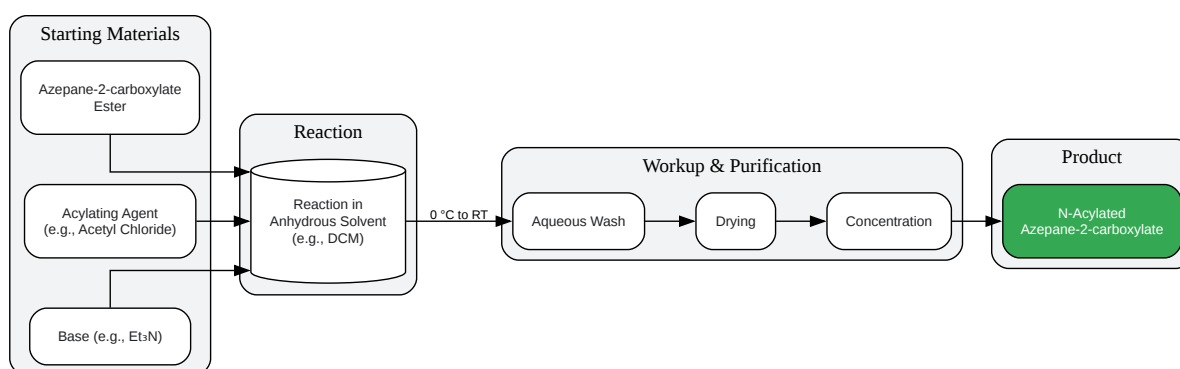 Starting Materials
Azepane-2-carboxylate
Ester
Acylating Agent
(e.g., Acetyl Chloride)
Base (e.g., Et₃N)
Reaction
Reaction in
Anhydrous Solvent
(e.g., DCM)
0 °C to RT
Workup & Purification
Aqueous Wash
Drying
Concentration
Product
N-Acylated
Azepane-2-carboxylate